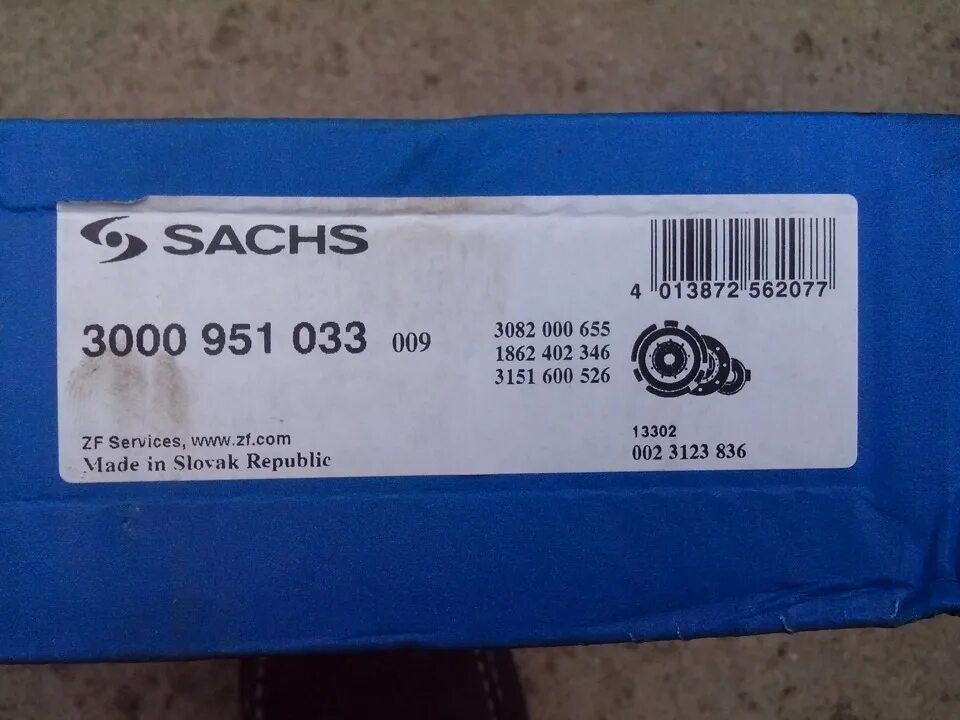 SACHS
4 013872 562077
3000 951 033 009
3082 000 655
1862 402 346
3151 600 526
13302
002 3123 836
ZF Services, www.zf.com
Made in Slovak Republic